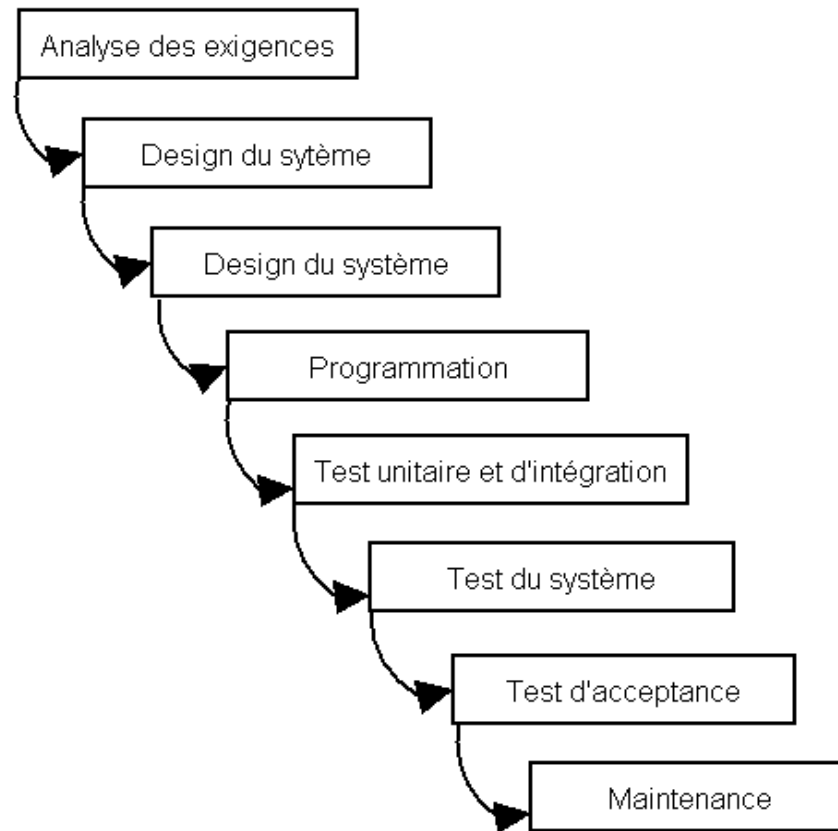 Analyse des exigences
Design du sytème
Design du système
Programmation
Test unitaire et d'intégration
Test du système
Test d'acceptance
Maintenance